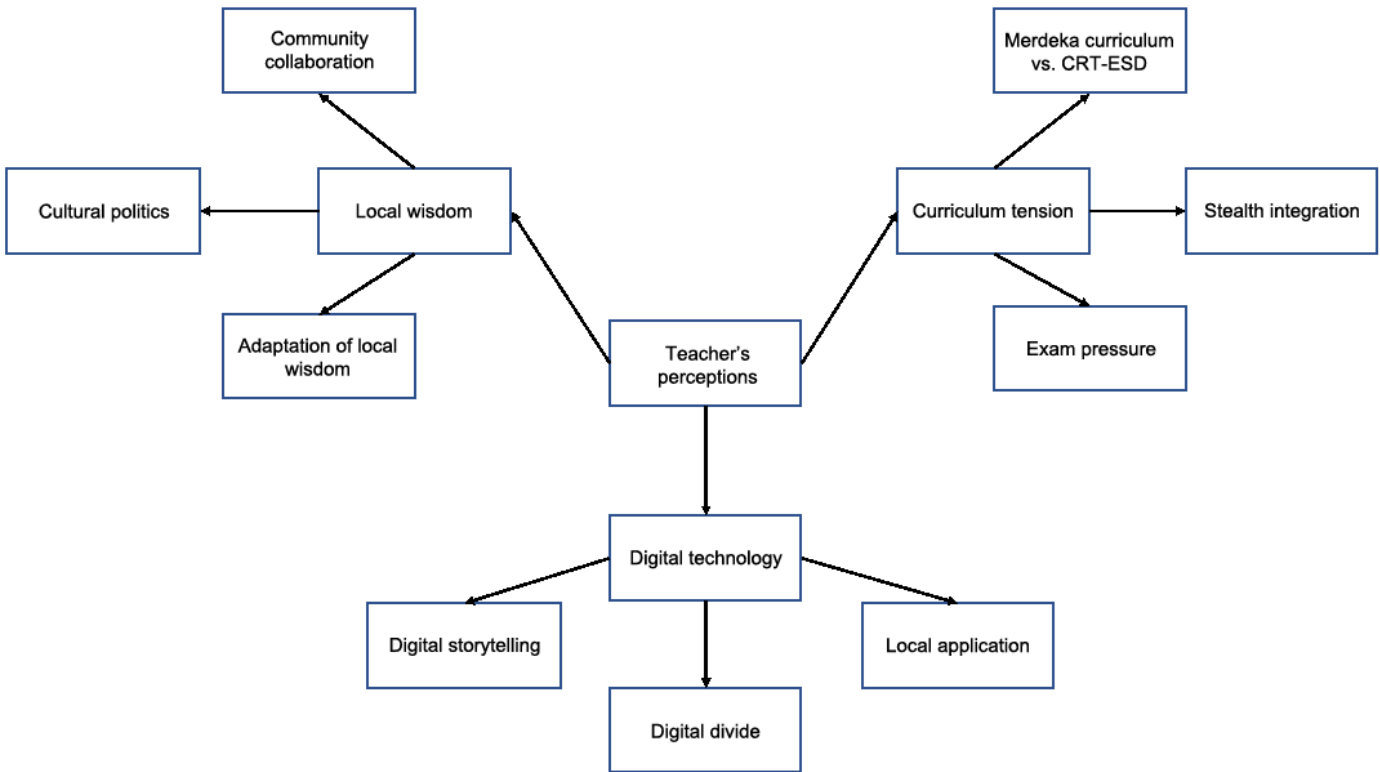 Community
collaboration
Merdeka curriculum
vs. CRT-ESD
Cultural politics
Local wisdom
Curriculum tension
Stealth integration
Adaptation of local
wisdom
Teacher's
perceptions
Exam pressure
Digital technology
Digital storytelling
Local application
Digital divide